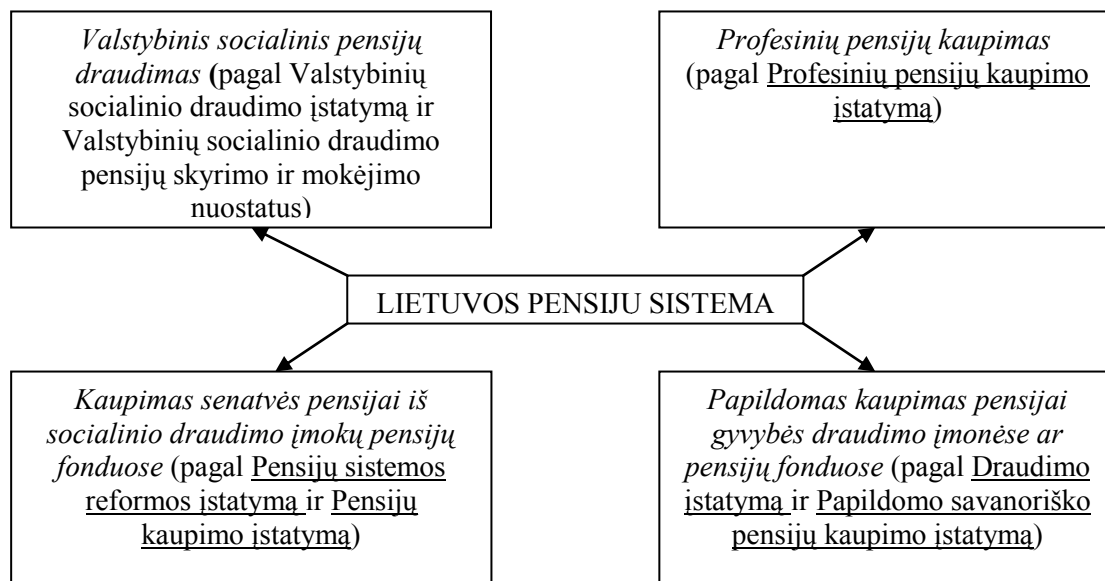 Valstybinis socialinis pensijų
draudimas (pagal Valstybinių
socialinio draudimo įstatymą ir
Valstybinių socialinio draudimo
pensijų skyrimo ir mokėjimo
nuostatus)
Profesinių pensijų kaupimas
(pagal Profesinių pensijų kaupimo
įstatymą)
LIETUVOS PENSIJU SISTEMA
Kaupimas senatvės pensijai iš
socialinio draudimo įmokų pensijų
fonduose (pagal Pensijų sistemos
reformos įstatymą ir Pensijų
kaupimo įstatymą)
Papildomas kaupimas pensijai
gyvybės draudimo įmonėse ar
pensijų fonduose (pagal Draudimo
įstatymą ir Papildomo savanoriško
pensijų kaupimo įstatymą)